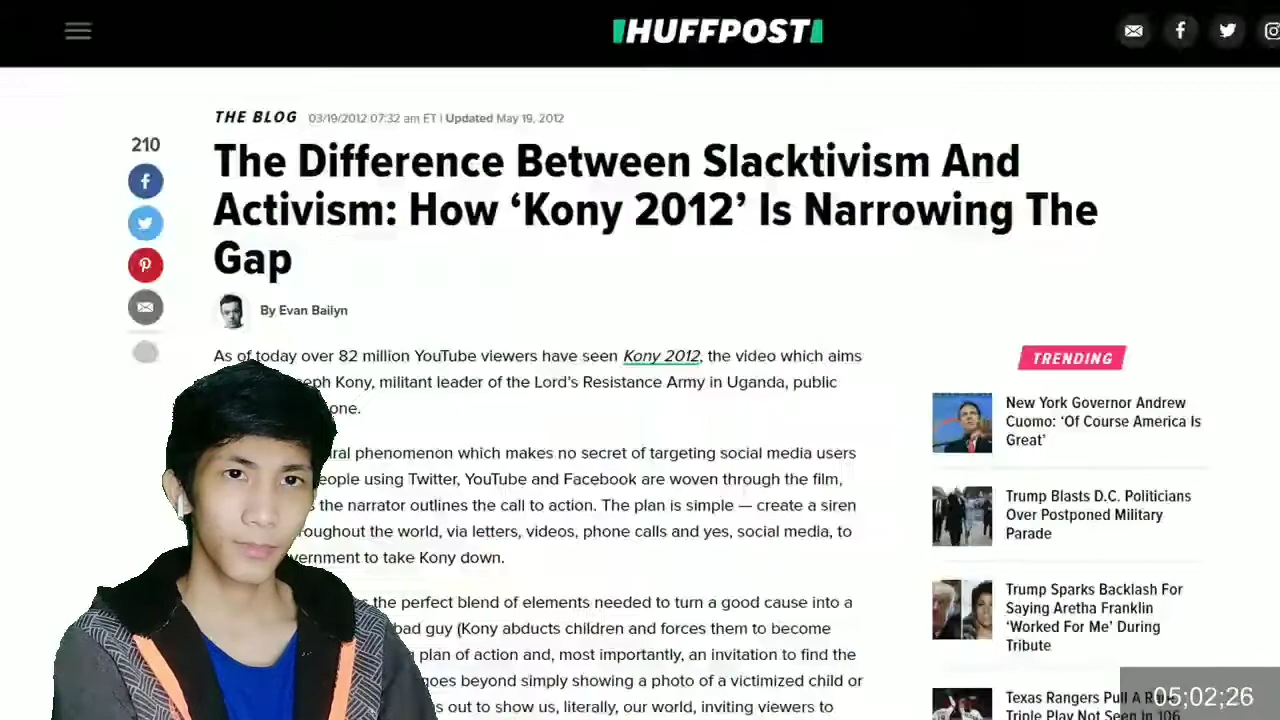 HUFFPOST
THE BLOG 03/19/2012 07:32 am ET | Updated May 19, 2012
210
The Difference Between Slacktivism And
Activism: How ‘Kony 2012’ Is Narrowing The
Gap
By Evan Bailyn
As of today over 82 million YouTube viewers have seen Kony 2012, the video which aims
Kony, militant leader of the Lord's Resistance Army in Uganda, public
one.
phenomenon which makes no secret of targeting social media users
using Twitter, YouTube and Facebook are woven through the film,
the narrator outlines the call to action. The plan is simple — create a siren
the world, via letters, videos, phone calls and yes, social media, to
to take Kony down.
the perfect blend of elements needed to turn a good cause into a
bad guy (Kony abducts children and forces them to become
plan of action and, most importantly, an invitation to find the
goes beyond simply showing a photo of a victimized child or
out to show us, literally, our world, inviting viewers to
TRENDING
New York Governor Andrew
Cuomo: ‘Of Course America Is
Great’
Trump Blasts D.C. Politicians
Over Postponed Military
Parade
Trump Sparks Backlash For
Saying Aretha Franklin
‘Worked For Me’ During
Tribute
Texas Rangers Pull A
Triple Play Not Seen In 106
05;02;26